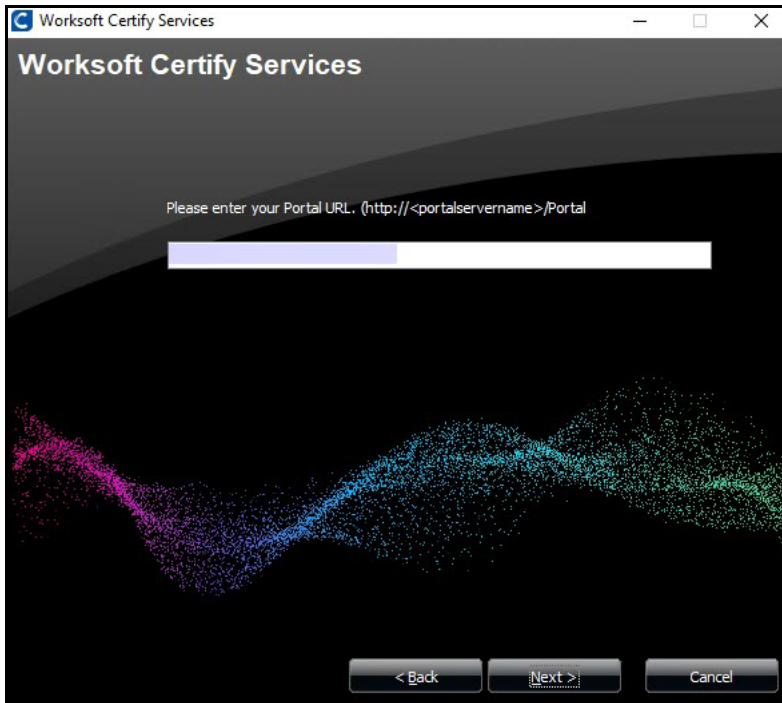 Worksoft Certify Services
Worksoft Certify Services
Please enter your Portal URL. (http://<portalservername>/Portal
< Back
Next >
Cancel